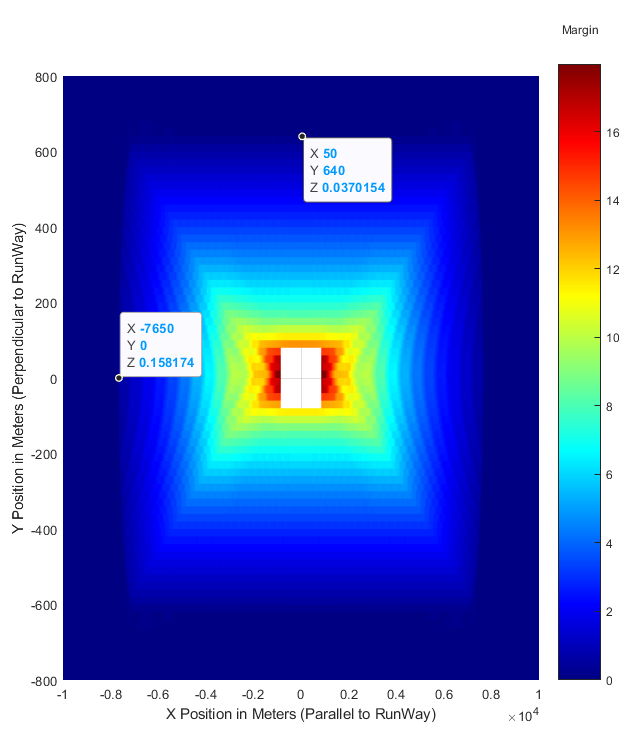 Margin
800
600
400
200
0
-200
-400
-600
-800
Y Position in Meters (Perpendicular to RunWay)
X 50
Y 640
Z 0.0370154
X -7650
Y 0
Z 0.158174
-1 -0.8 -0.6 -0.4 -0.2 0 0.2 0.4 0.6 0.8 1
×10⁴
X Position in Meters (Parallel to RunWay)
16
14
12
10
8
6
4
2
0